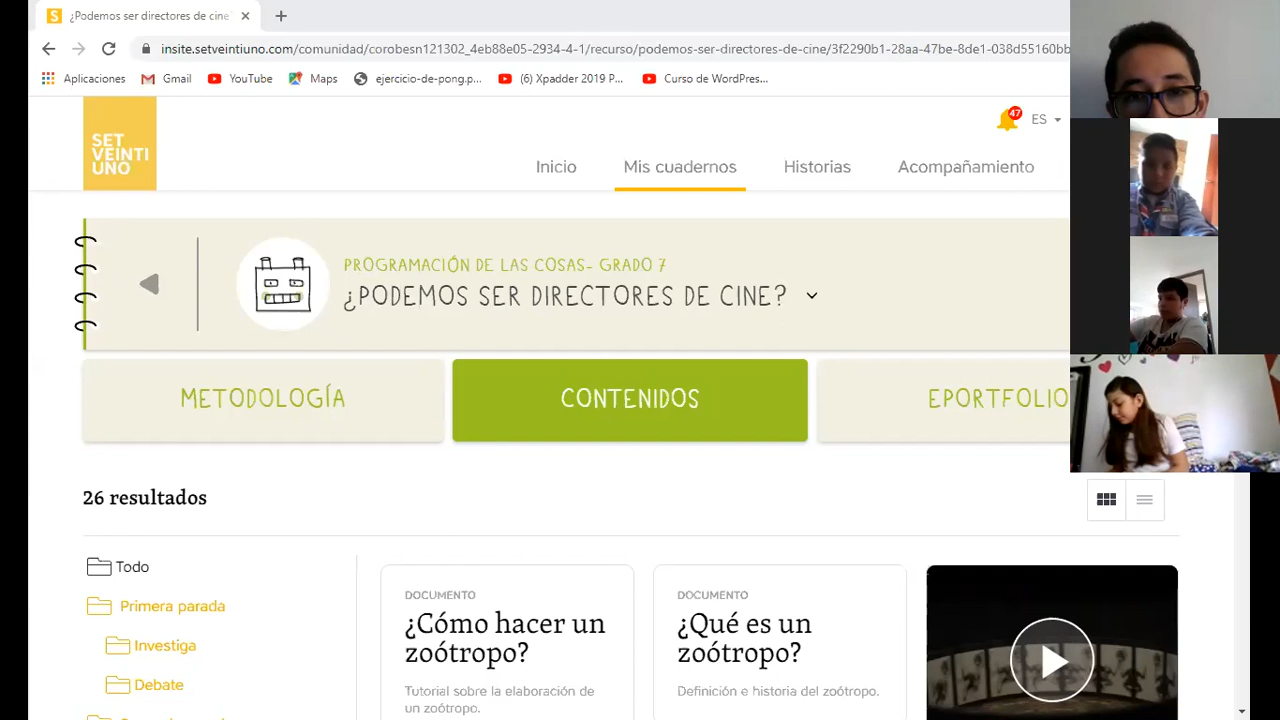 ¿Podemos ser directores de cine
insite.setveintiuno.com/comunidad/corobesn121302_4eb88e05-2934-4-1/recurso/podemos-ser-directores-de-cine/3f2290b1-28aa-47be-8de1-038d55160bb
Aplicaciones Gmail YouTube Maps ejercicio-de-pong.p... (6) Xpadder 2019 P... Curso de WordPres...
SET
VEINTI
UNO
47
ES
Inicio Mis cuadernos Historias Acompañamiento
PROGRAMACIÓN DE LAS COSAS- GRADO 7
¿PODEMOS SER DIRECTORES DE CINE?
METODOLOGÍA CONTENIDOS EPORTFOLIO
26 resultados
Todo
Primera parada
Investiga
Debate
DOCUMENTO
¿Cómo hacer un
zoótropo?
Tutorial sobre la elaboración de
un zoótropo.
DOCUMENTO
¿Qué es un
zoótropo?
Definición e historia del zoótropo.